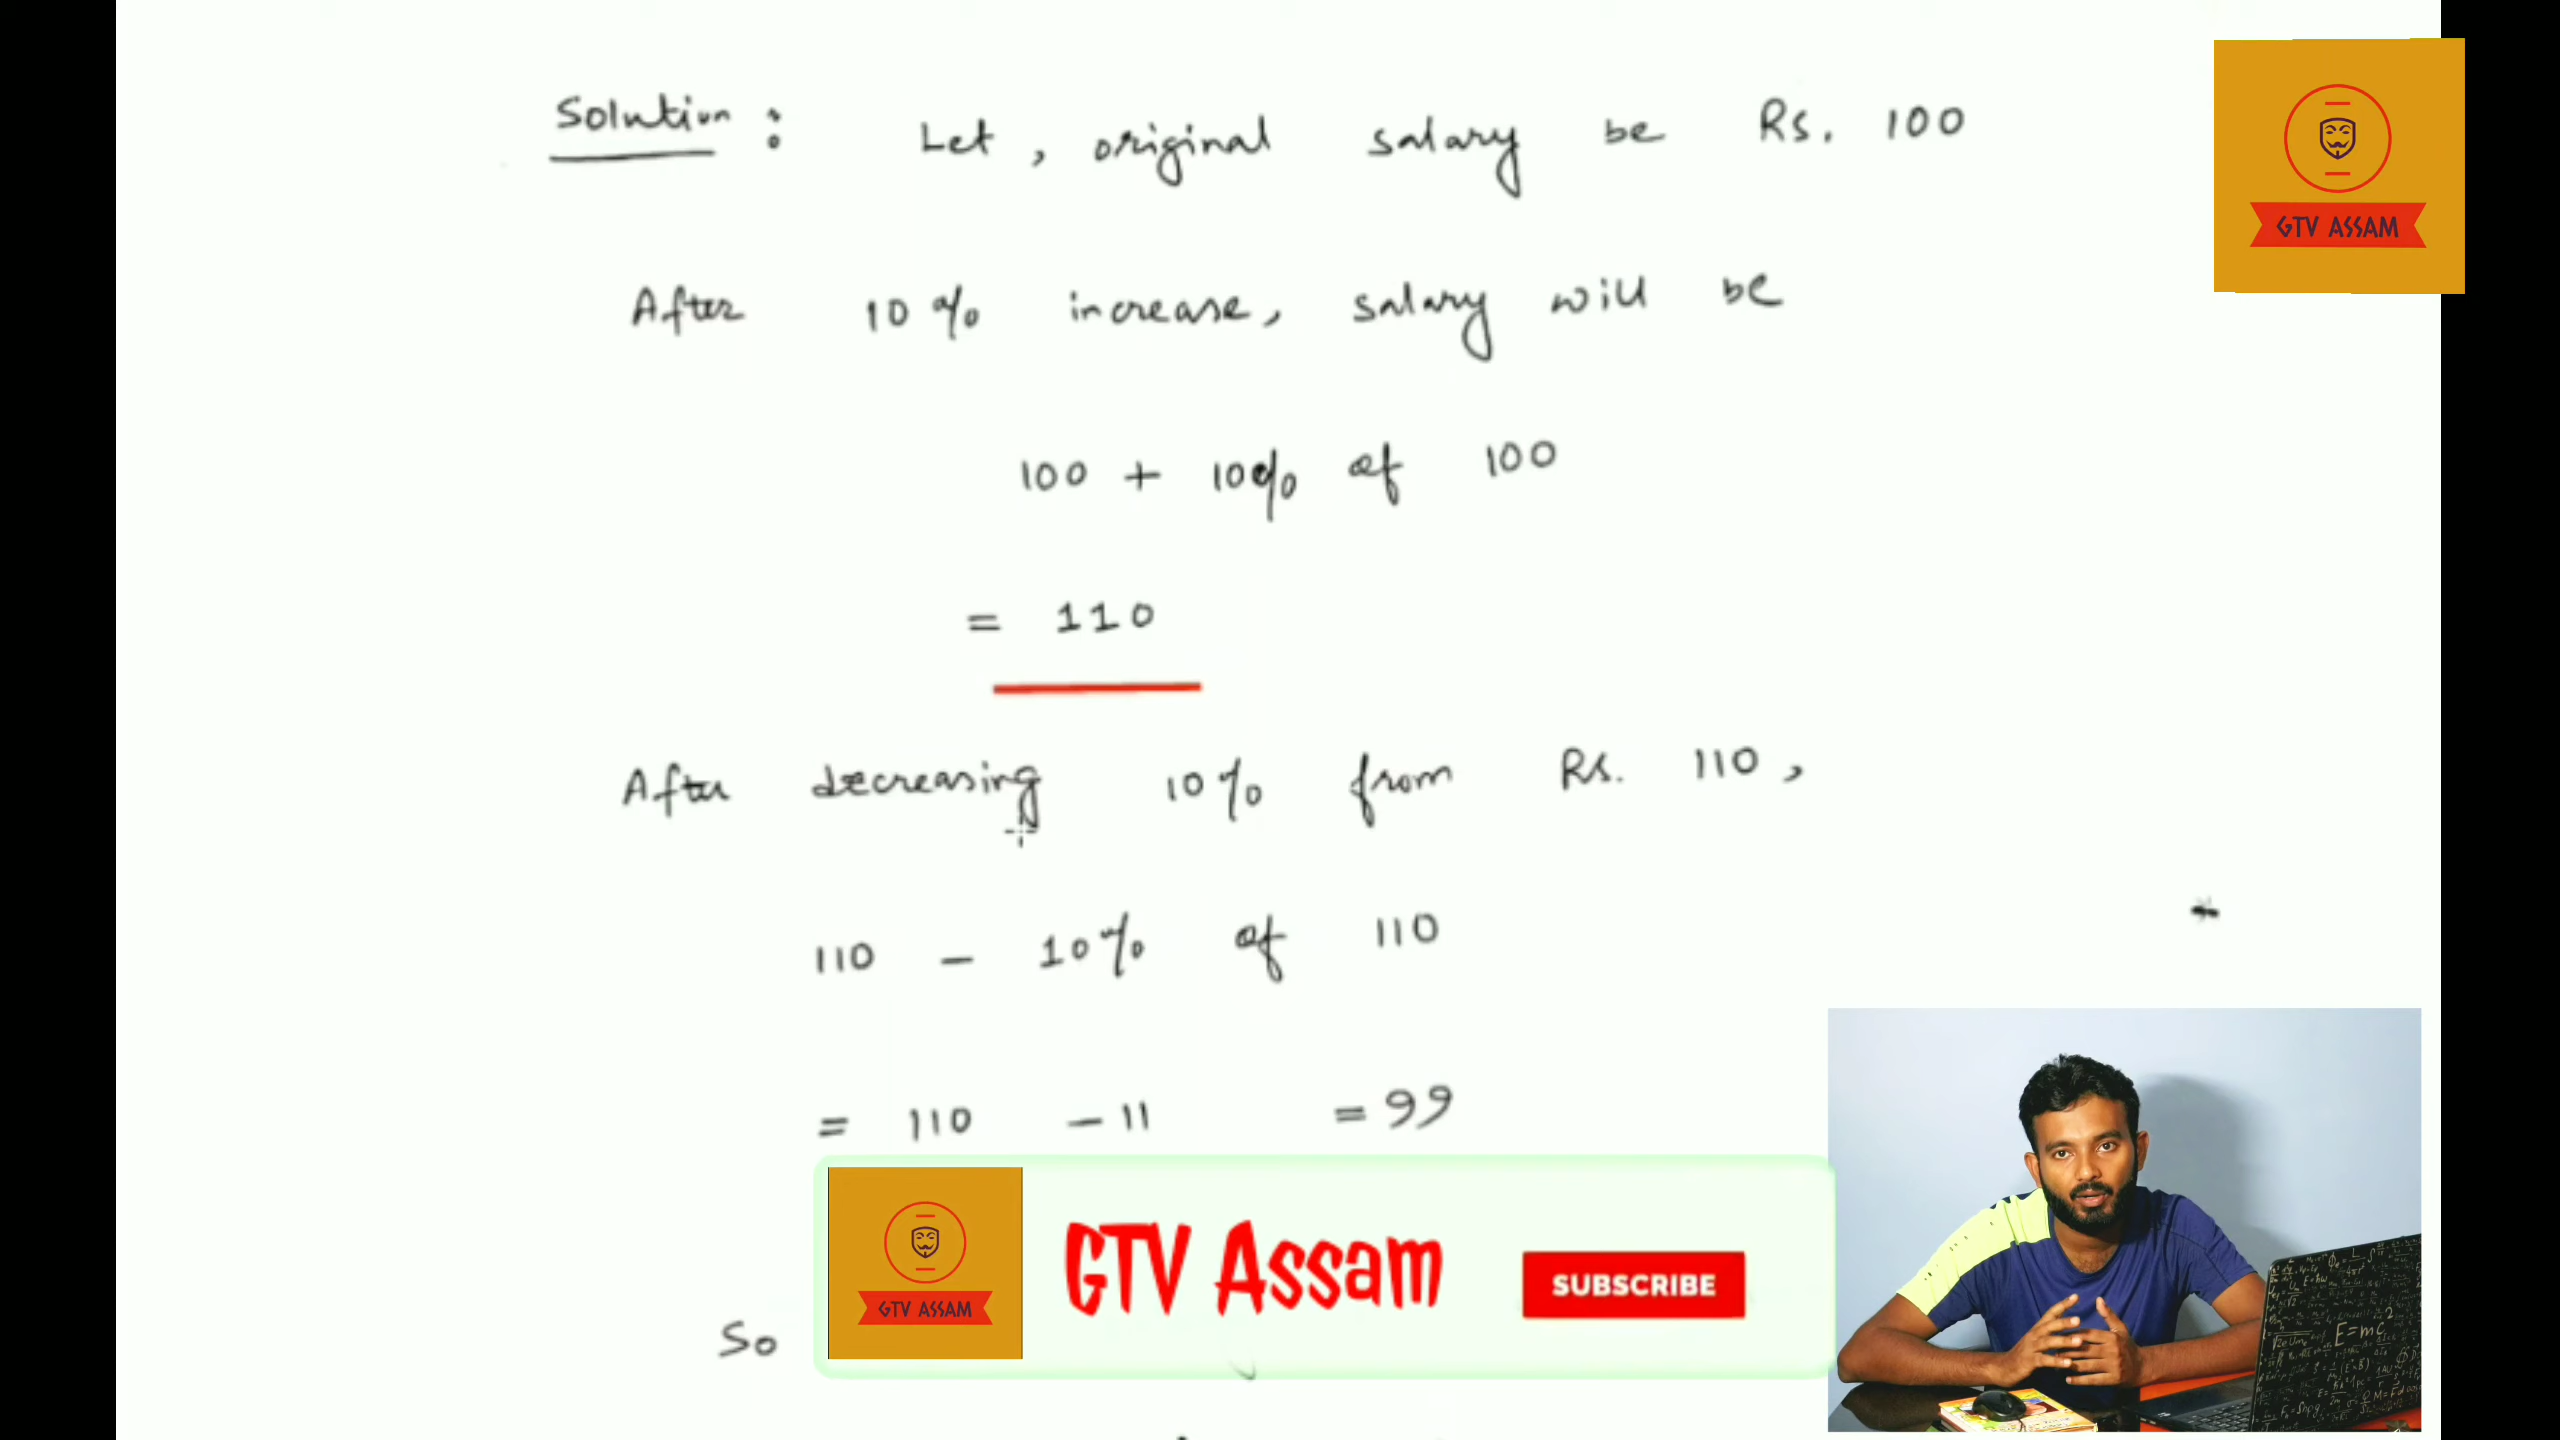 Solution : Let, original salary be Rs. 100
GTV ASSAM
After 10% increase, salary will be
100 + 10% of 100
= 110
After decreasing 10% from Rs. 110,
110 - 10% of 110
= 110 - 11 = 99
GTV ASSAM
GTV Assam
SUBSCRIBE
So
E=mc2